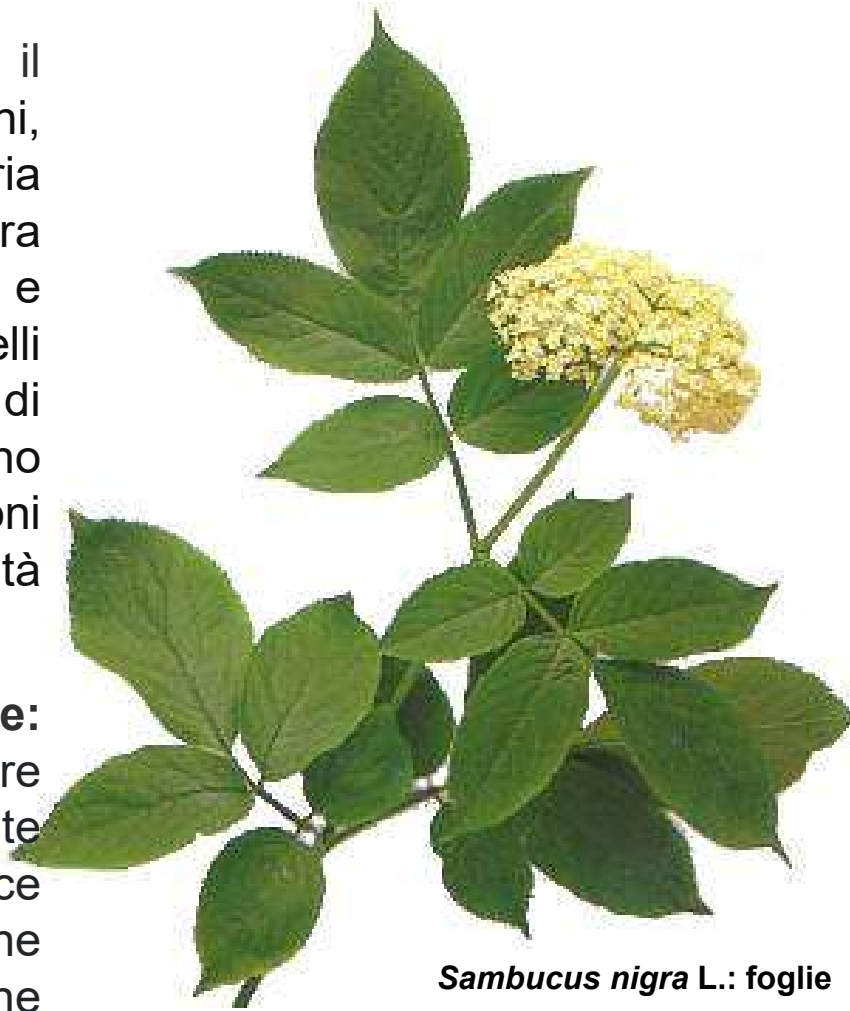 il
ni,
ria
ra
e
elli
di
no
oni
tà
e:
re
te
ce
ne
ne
Sambucus nigra L.: foglie